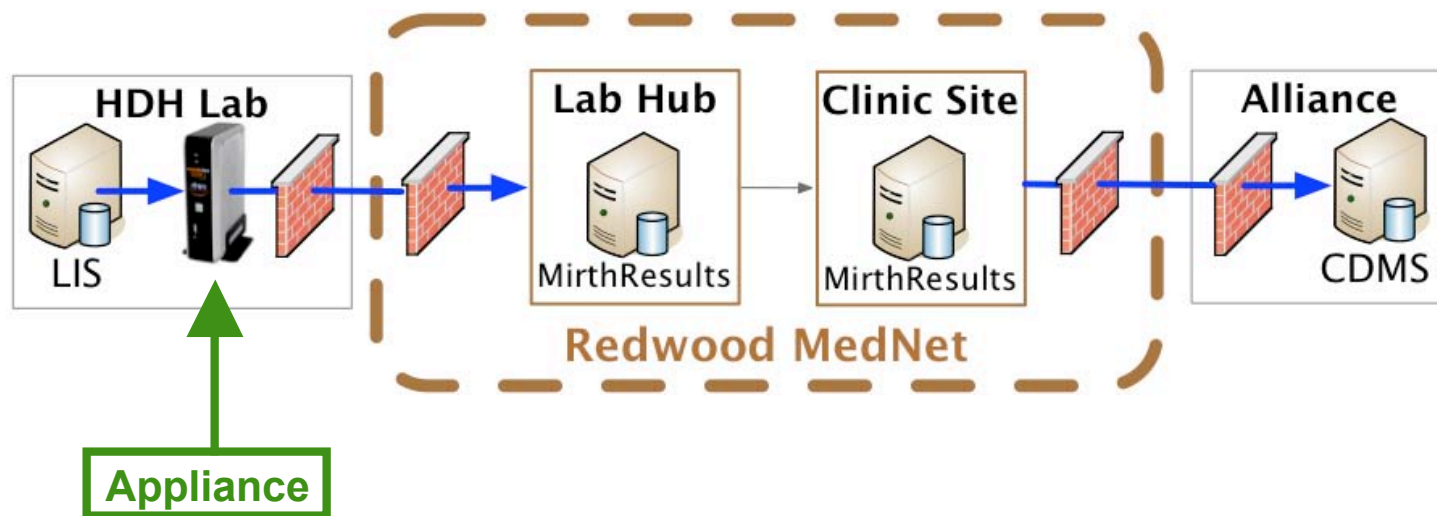 HDH Lab
LIS
Lab Hub
MirthResults
Clinic Site
MirthResults
Alliance
CDMS
Redwood MedNet
Appliance